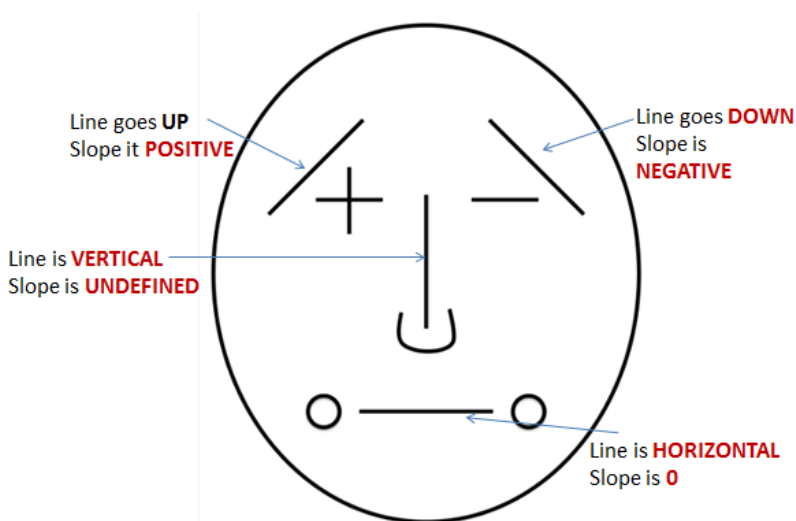 Line goes UP
Slope it POSITIVE
Line goes DOWN
Slope is
NEGATIVE
Line is VERTICAL
Slope is UNDEFINED
Line is HORIZONTAL
Slope is 0